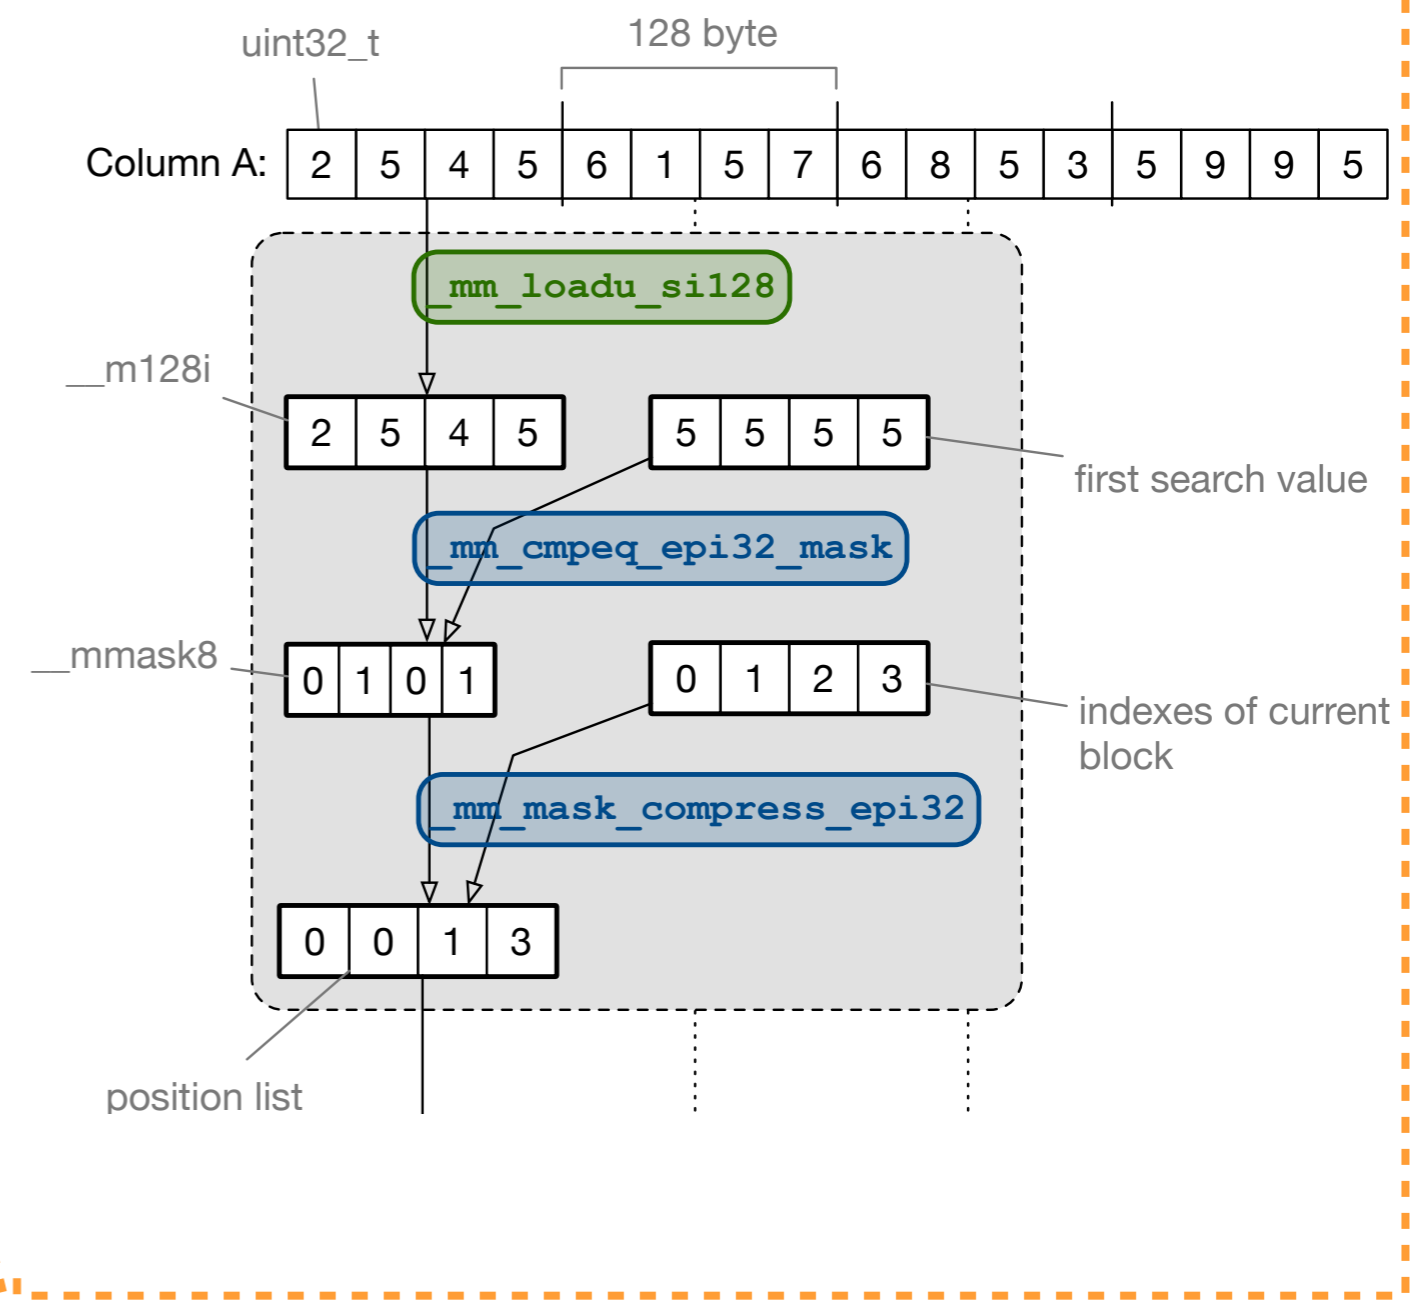 uint32_t
128 byte
Column A: 2 5 4 5 6 1 5 7 6 8 5 3 5 9 9 5
_mm_loadu_si128
__m128i
2 5 4 5
5 5 5 5
first search value
_mm_cmpeq_epi32_mask
__mmask8
0 1 0 1
0 1 2 3
indexes of current
block
_mm_mask_compress_epi32
0 0 1 3
position list